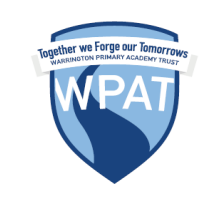 Together we Forge our Tomorrows
WARRINGTON PRIMARY ACADEMY TRUST
WPAT